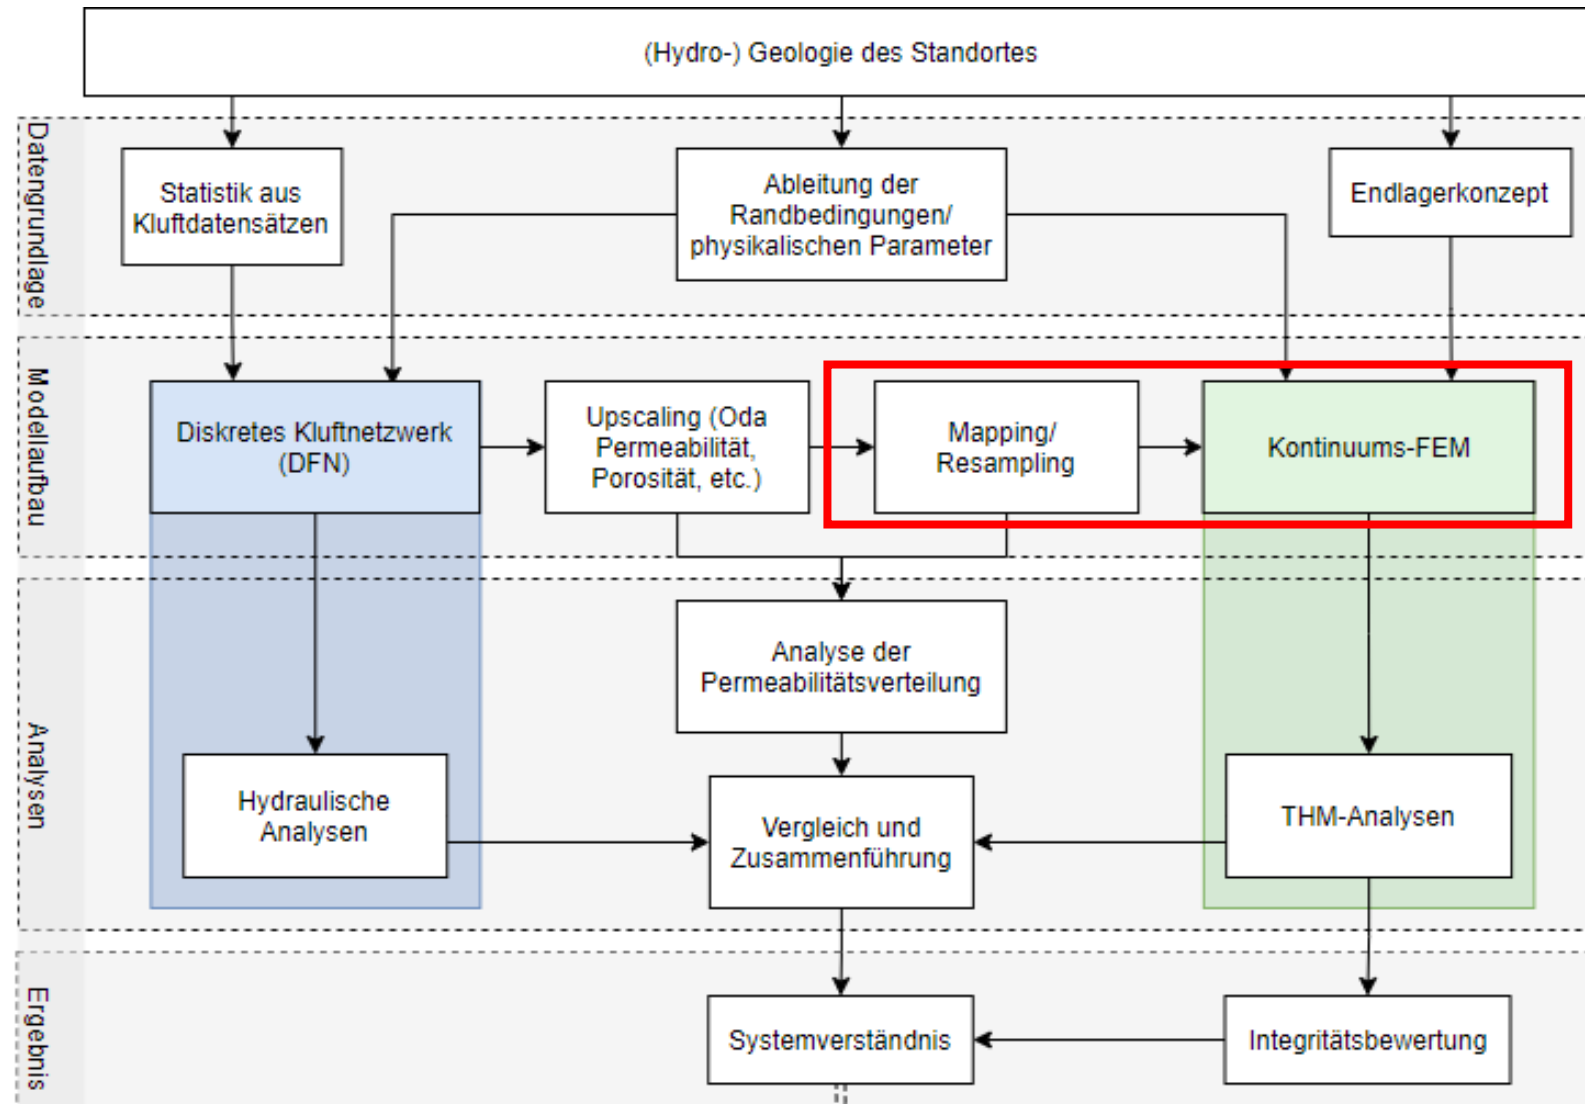 (Hydro-) Geologie des Standortes
Datengrundlage
Statistik aus
Kluftdatensätzen
Ableitung der
Randbedingungen/
physikalischen Parameter
Endlagerkonzept
Modellaufbau
Diskretes Kluftnetzwerk
(DFN)
Upscaling (Oda
Permeabilität,
Porosität, etc.)
Mapping/
Resampling
Kontinuums-FEM
Analysen
Analyse der
Permeabilitätsverteilung
Hydraulische
Analysen
Vergleich und
Zusammenführung
THM-Analysen
Ergebnis
Systemverständnis
Integritätsbewertung